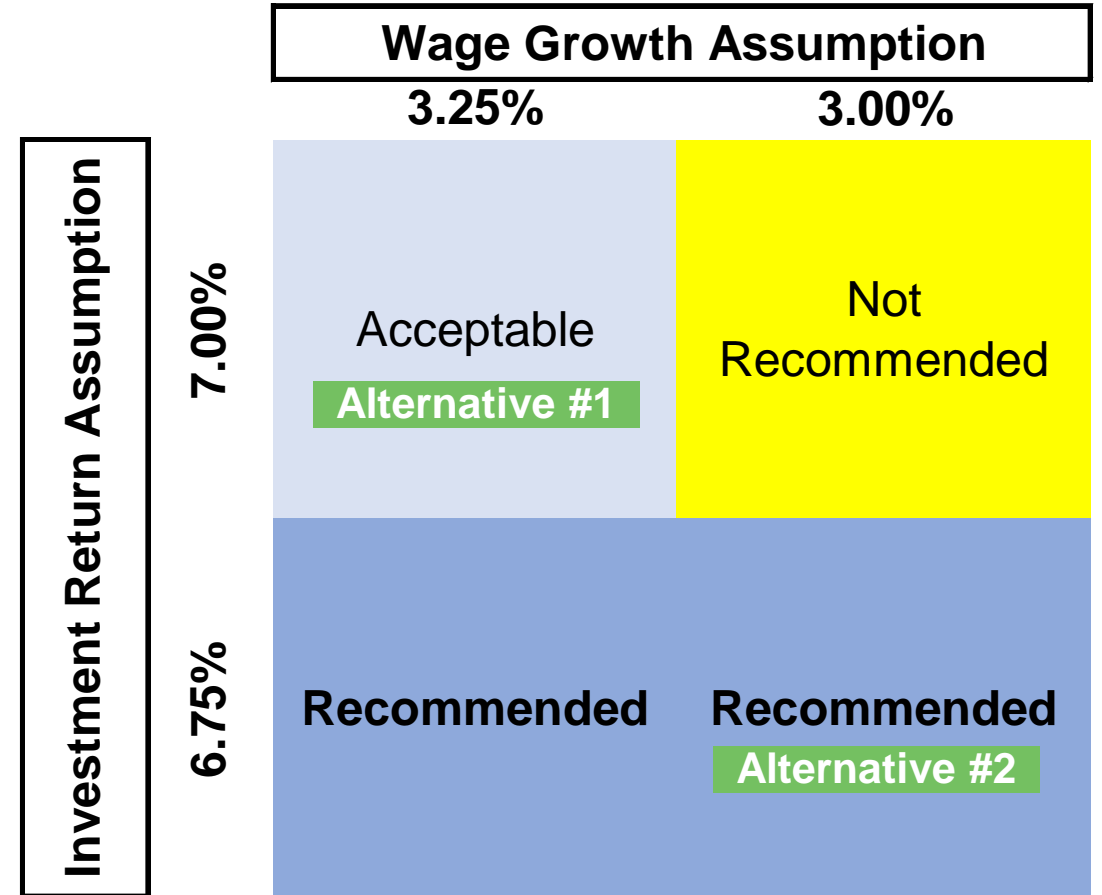 Wage Growth Assumption
3.25% 3.00%
Investment Return Assumption
7.00%
Acceptable
Alternative #1
Not
Recommended
6.75%
Recommended
Recommended
Alternative #2